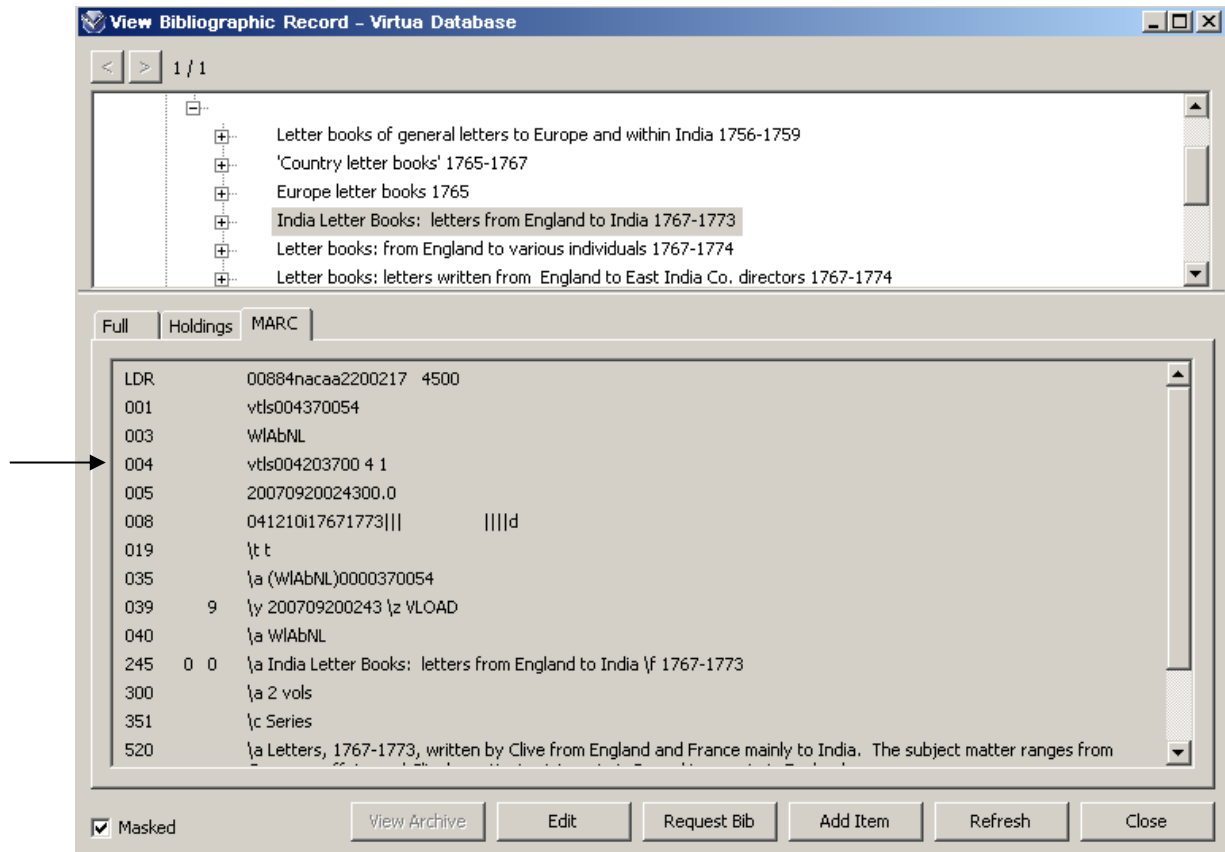 View Bibliographic Record - Virtua Database
< > 1 / 1
Letter books of general letters to Europe and within India 1756-1759
'Country letter books' 1765-1767
Europe letter books 1765
India Letter Books:  letters from England to India 1767-1773
Letter books: from England to various individuals 1767-1774
Letter books: letters written from  England to East India Co. directors 1767-1774
Full Holdings MARC
LDR 00884nacaa2200217   4500
001 vtls004370054
003 WlAbNL
004 vtls004203700 4 1
005 20070920024300.0
008 041210i17671773|||                 ||||d
019 \t t
035 \a (WlAbNL)0000370054
039 9 \y 200709200243 \z VLOAD
040 \a WlAbNL
245 0 0 \a India Letter Books:  letters from England to India \f 1767-1773
300 \a 2 vols
351 \c Series
520 \a Letters, 1767-1773, written by Clive from England and France mainly to India.  The subject matter ranges from
Masked View Archive Edit Request Bib Add Item Refresh Close